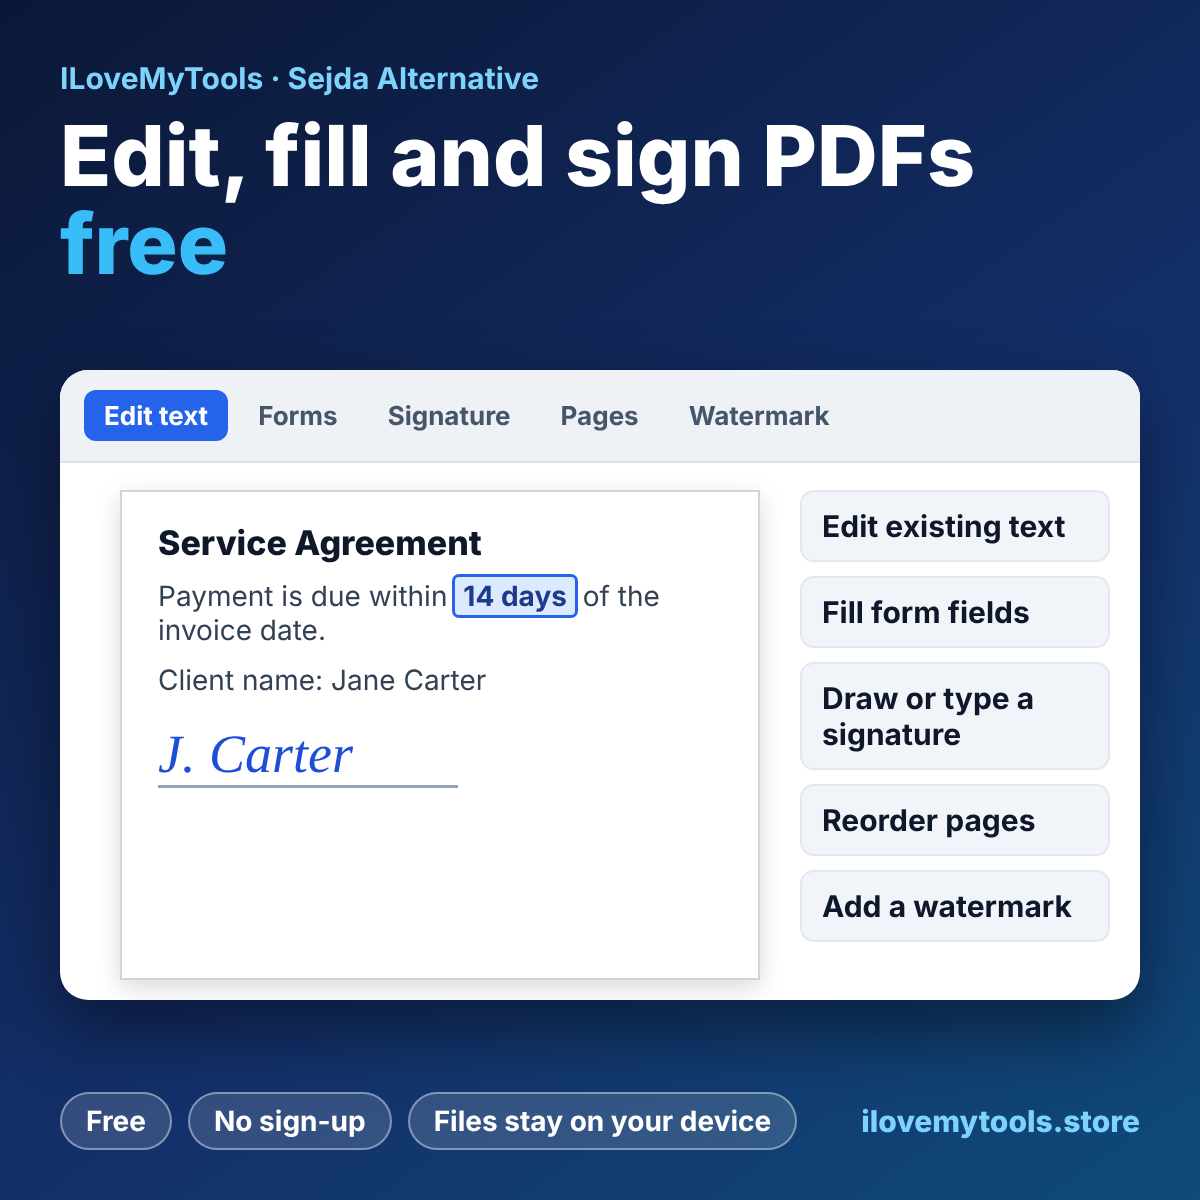 ILoveMyTools · Sejda Alternative
Edit, fill and sign PDFs
free
Edit text Forms Signature Pages Watermark
Service Agreement
Payment is due within 14 days of the
invoice date.
Client name: Jane Carter
J. Carter
Edit existing text
Fill form fields
Draw or type a
signature
Reorder pages
Add a watermark
Free No sign-up Files stay on your device ilovemytools.store